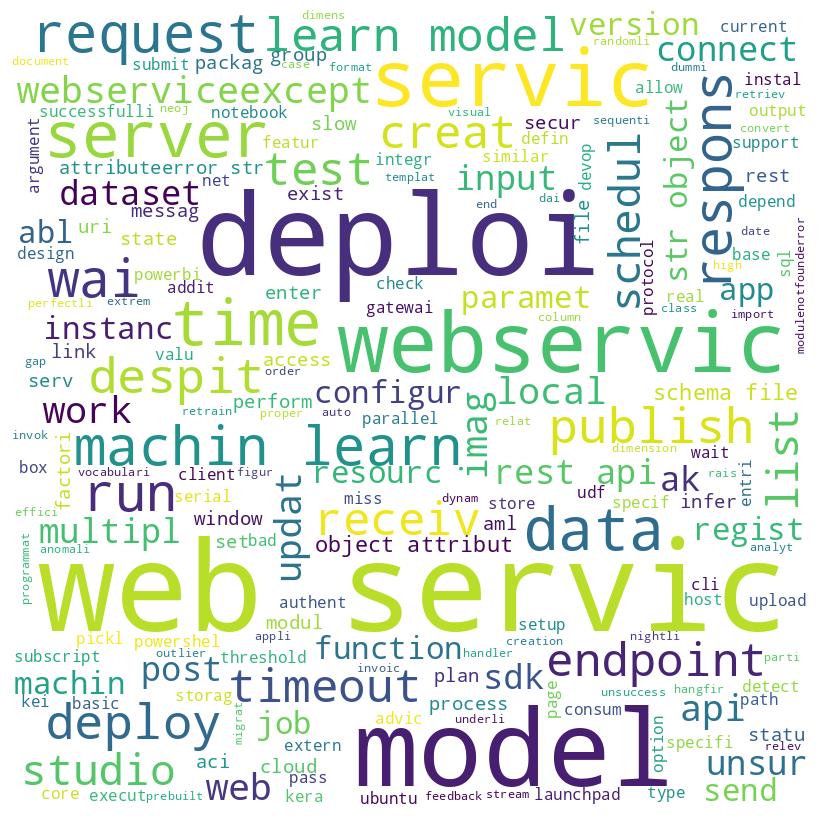 dimens
request
learn model
version
current
document
submit
packag
group
case
format
servic
randomli
connect
webserviceexcept
allow
dummi
instal
retriev
successfulli
neoj
notebook
slow
visual
secur
sequenti
output
argument
server
featur
creat
defin
respons
convert
support
attributeerror str
test
integr
similar
schedul
file devop
str object
rest
net
templat
input
dataset
messag
exist
deploi
end
dai
depend
abl
uri
state
design
wai
powerbi
addit
check
protocol
base
sql
date
high
modulenotfounderror
enter
paramet
real
app
perfectli
extrem
time
gatewai
webservic
class
import
instanc
column
link
valu
access
gap
despit
order
configur
local
schema file
serv
perform
imag
publish
list
work
retrain
proper
auto
parallel
relat
invok
machin learn
dimension
wait
factori
resourc
rest api
ak
rais
entri
box
vocabulari
client
figur
run
serial
miss
dynam
store
udf
specif
infer
effici
window
updat
receiv
aml
data
regist
multipl
set
bad
object attribut
analyt
programmat
anomali
web servic
cli
host
upload
authent
modul
setup
pickl
powershel
appli
function
creation
nightli
subscript
outlier
threshold
invoic
handler
endpoint
parti
machin
post
timeout
plan
sdk
unsuccess
hangfir
detect
kei
basic
storag
process
page
consum
api
path
deploy
migrat
job
advic
underli
option
specifi
statu
extern
model
unsur
relev
studio
aci
cloud
web
pass
core
execut
prebuilt
kera
ubuntu
feedback
stream
launchpad
type
send